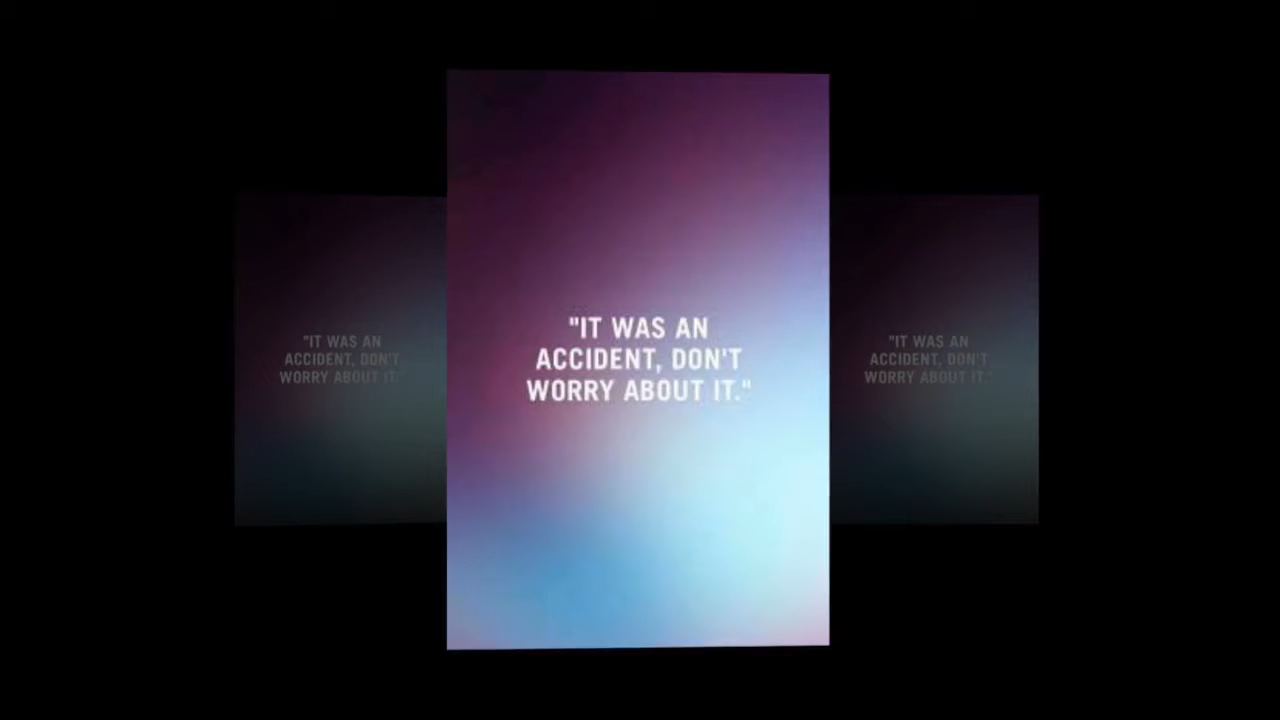 "IT WAS AN
ACCIDENT, DON'T
WORRY ABOUT IT."
"IT WAS AN
ACCIDENT, DON'T
WORRY ABOUT IT."
"IT WAS AN
ACCIDENT, DON'T
WORRY ABOUT IT."